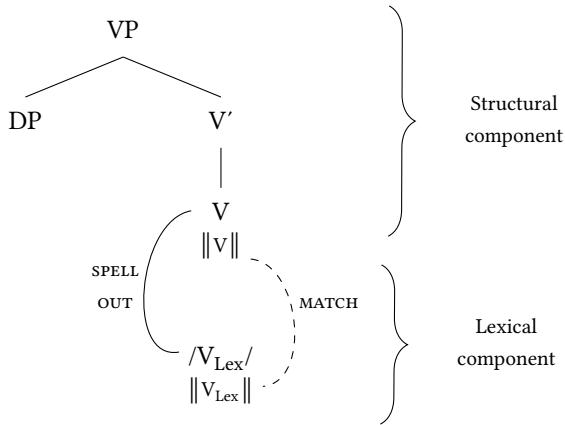 VP
DP
V′
Structural
component
V
‖V‖
SPELL
OUT
MATCH
/V_Lex/
‖V_Lex‖
Lexical
component